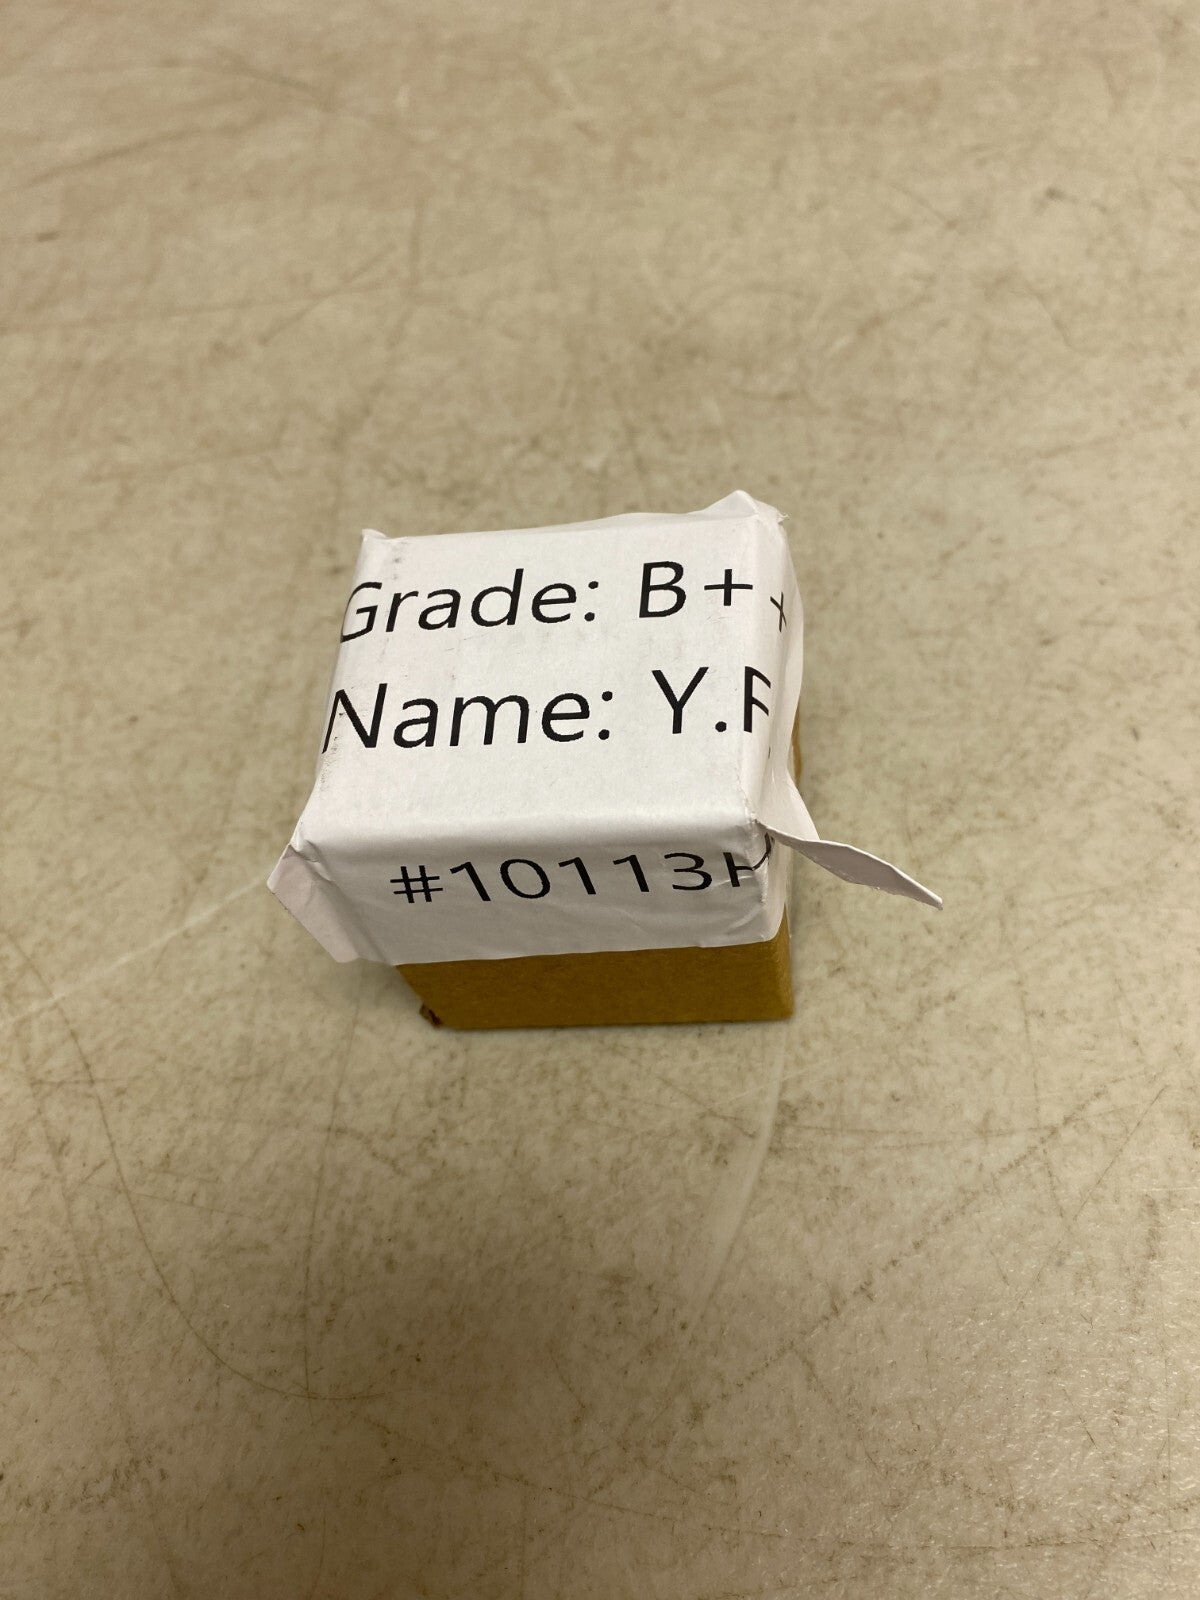 Grade: B++
Name: Y.
#10113